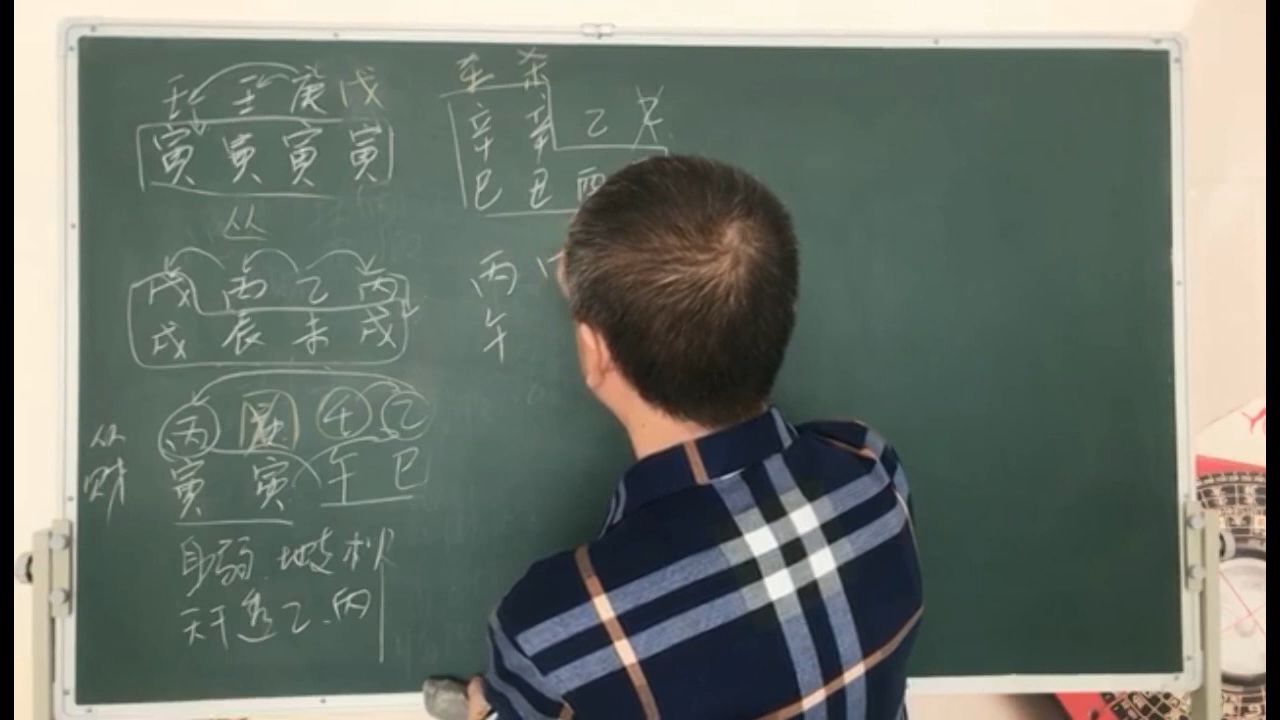 壬 壬 庚 戊
寅 寅 寅 寅
从
戊 丙 乙 丙
戌 辰 未 戌
丙 庚 壬 乙
寅 寅 午 巳
从
财
身弱 地支
天干透乙、丙
杀
辛 辛 乙
巳 丑 酉
丙
午